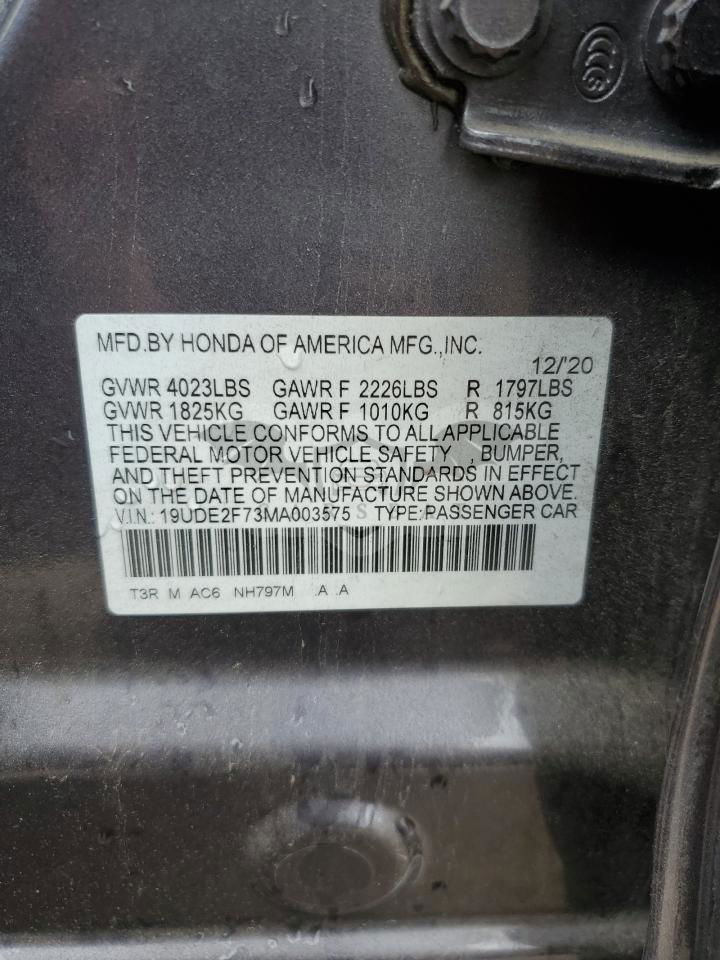 MFD.BY HONDA OF AMERICA MFG.,INC.
12/'20
GVWR 4023LBS GAWR F 2226LBS R 1797LBS
GVWR 1825KG GAWR F 1010KG R 815KG
THIS VEHICLE CONFORMS TO ALL APPLICABLE
FEDERAL MOTOR VEHICLE SAFETY , BUMPER,
AND THEFT PREVENTION STANDARDS IN EFFECT
ON THE DATE OF MANUFACTURE SHOWN ABOVE.
V.I.N.: 19UDE2F73MA003575 TYPE:PASSENGER CAR
T3R M AC6 NH797M .A .A